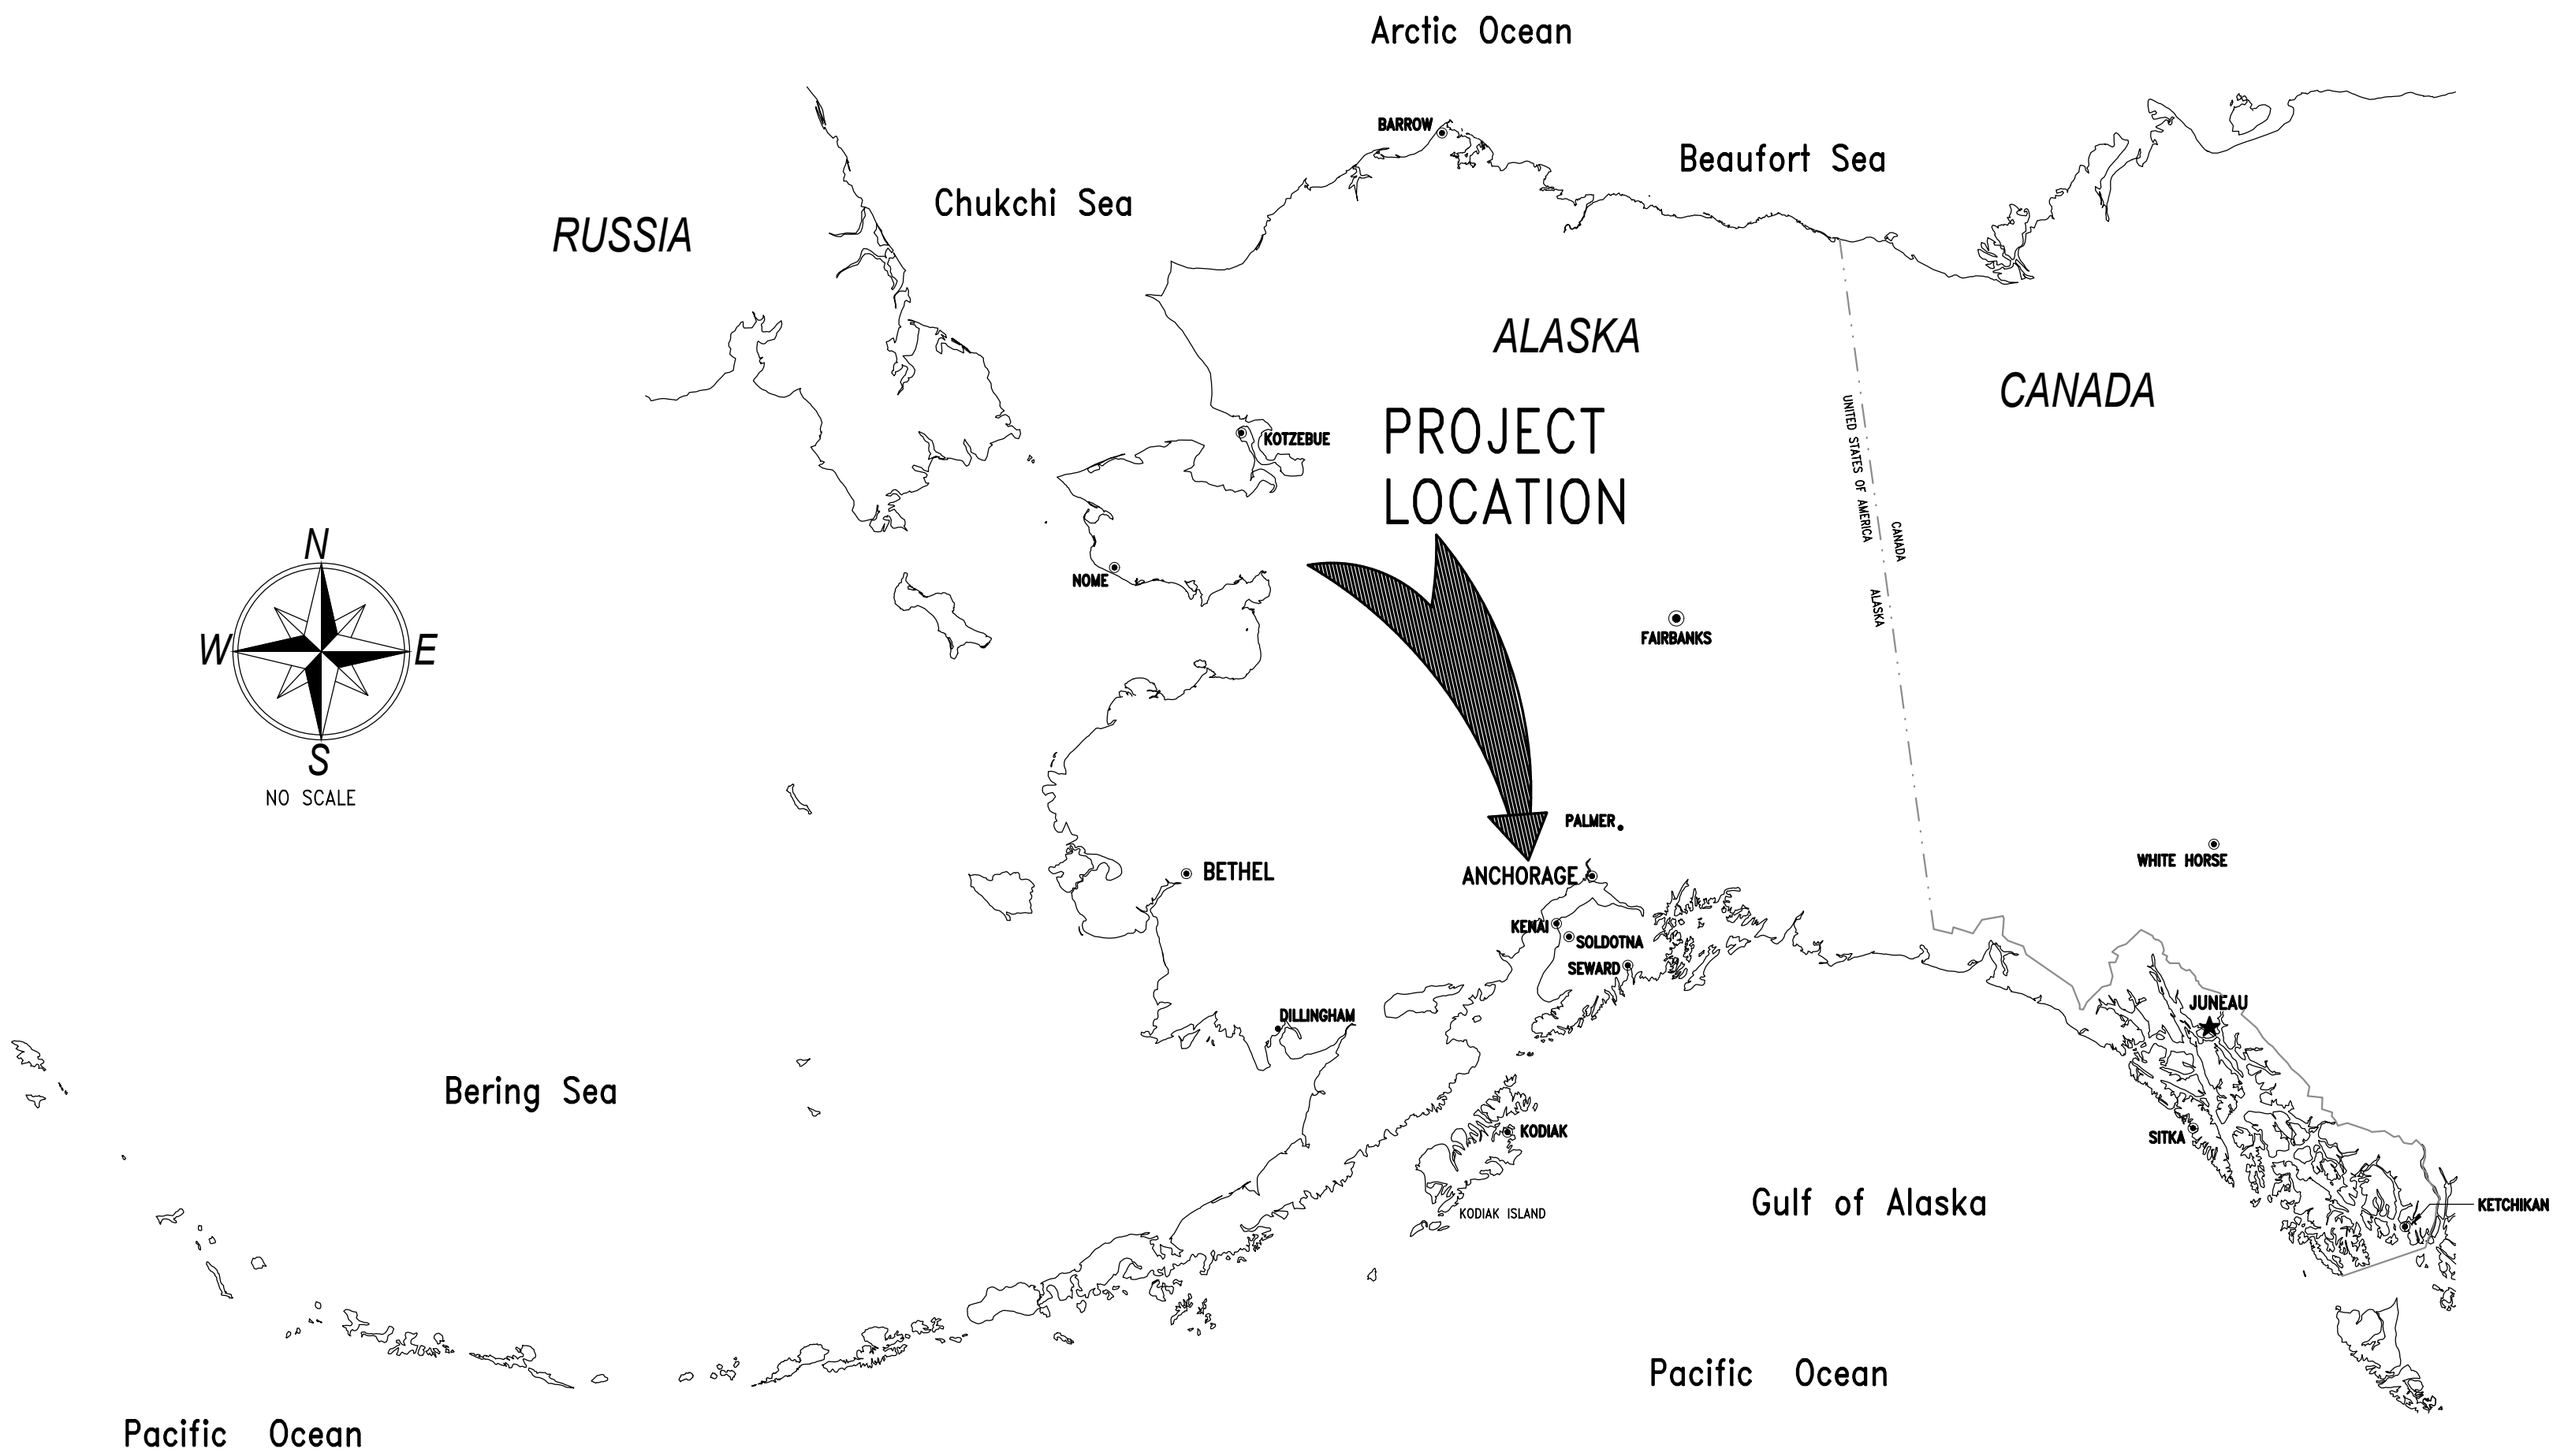 Arctic Ocean
BARROW
Beaufort Sea
Chukchi Sea
RUSSIA
ALASKA
CANADA
PROJECT
LOCATION
KOTZEBUE
UNITED STATES OF AMERICA
CANADA
ALASKA
N
W
E
S
NO SCALE
NOME
FAIRBANKS
PALMER
WHITE HORSE
BETHEL
ANCHORAGE
KENAI
SOLDOTNA
SEWARD
JUNEAU
DILLINGHAM
Bering Sea
KODIAK
SITKA
Gulf of Alaska
KETCHIKAN
KODIAK ISLAND
Pacific Ocean
Pacific Ocean